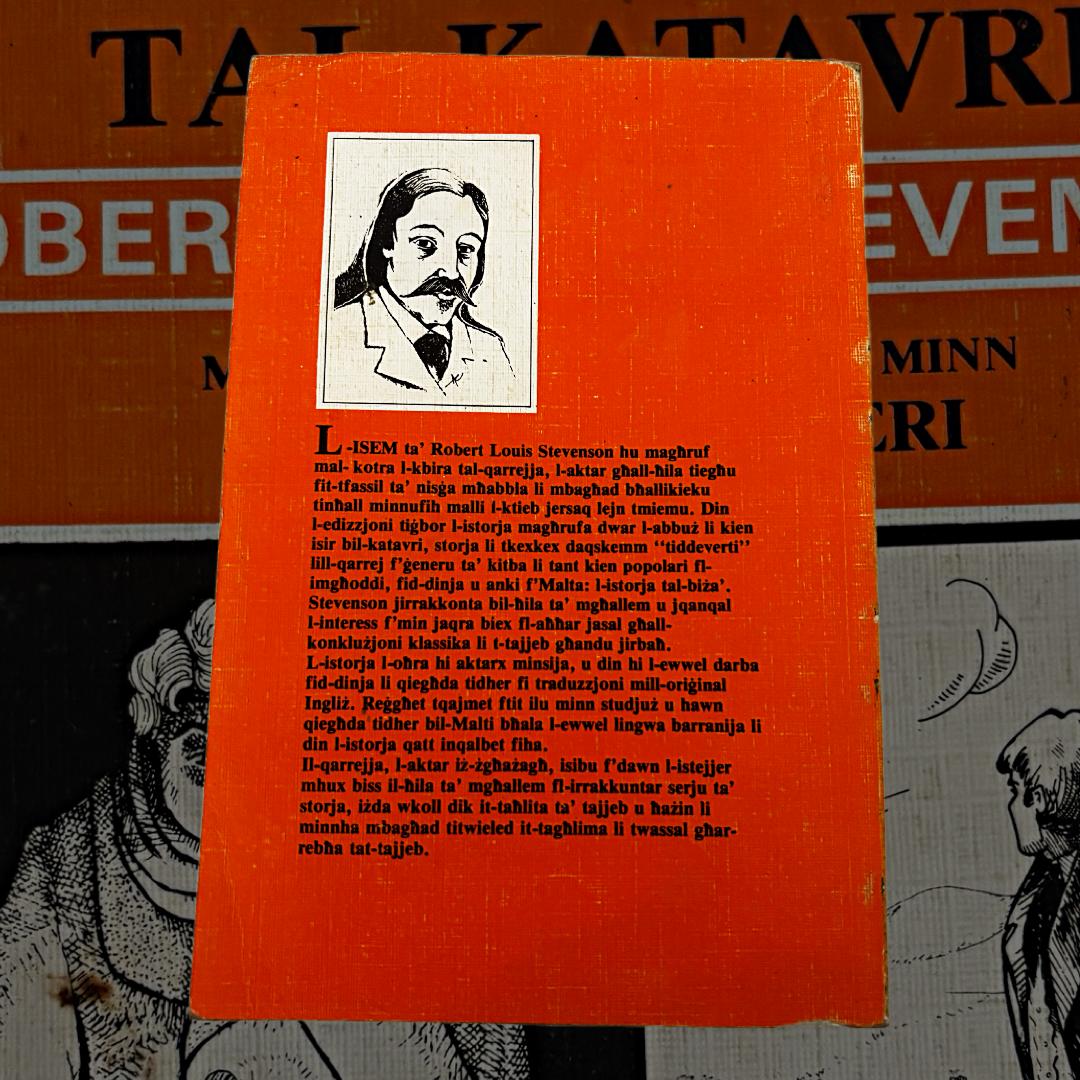 TAL-KATAVRI
OBER
EVEN
M
MINN
ERI
L-ISEM ta' Robert Louis Stevenson hu magħruf
mal- kotra l-kbira tal-qarrejja, l-aktar għall-ħila tiegħu
fit-tfassil ta' nisġa mħabbla li mbagħad bħallikieku
tinħall minnufih malli l-ktieb jersaq lejn tmiemu. Din
l-edizzjoni tiġbor l-istorja magħrufa dwar l-abbuż li kien
isir bil-katavri, storja li tkexkex daqskemm “tiddeverti”
lill-qarrej f'ġeneru ta' kitba li tant kien popolari fl-
imgħoddi, fid-dinja u anki f'Malta: l-istorja tal-biża'.
Stevenson jirrakkonta bil-ħila ta' mgħallem u jqanqal
l-interess f'min jaqra biex fl-aħħar jasal għall-
konklużjoni klassika li t-tajjeb għandu jirbaħ.
L-istorja l-oħra hi aktarx minsija, u din hi l-ewwel darba
fid-dinja li qiegħda tidher fi traduzzjoni mill-oriġinal
Ingliż. Reġgħet tqajmet ftit ilu minn studjuż u hawn
qiegħda tidher bil-Malti bħala l-ewwel lingwa barranija li
din l-istorja qatt inqalbet fiha.
Il-qarrejja, l-aktar iż-żgħażagħ, isibu f'dawn l-istejjer
mhux biss il-ħila ta' mgħallem fl-irrakkuntar serju ta'
storja, iżda wkoll dik it-taħlita ta' tajjeb u ħażin li
minnha mbagħad titwieled it-tagħlima li twassal għar-
rebħa tat-tajjeb.